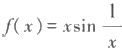 f(x) = x sin 1/x